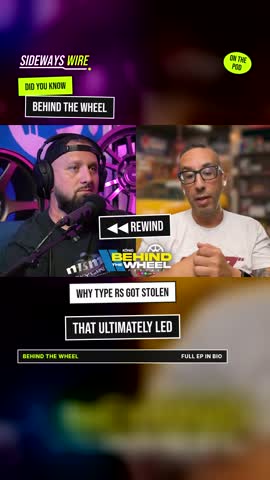 SIDEWAYS WIRE.
ON THE
POD
DID YOU KNOW
BEHIND THE WHEEL
REWIND
BEHIND
THE WHEEL
WHY TYPE RS GOT STOLEN
THAT ULTIMATELY LED
BEHIND THE WHEEL
FULL EP IN BIO